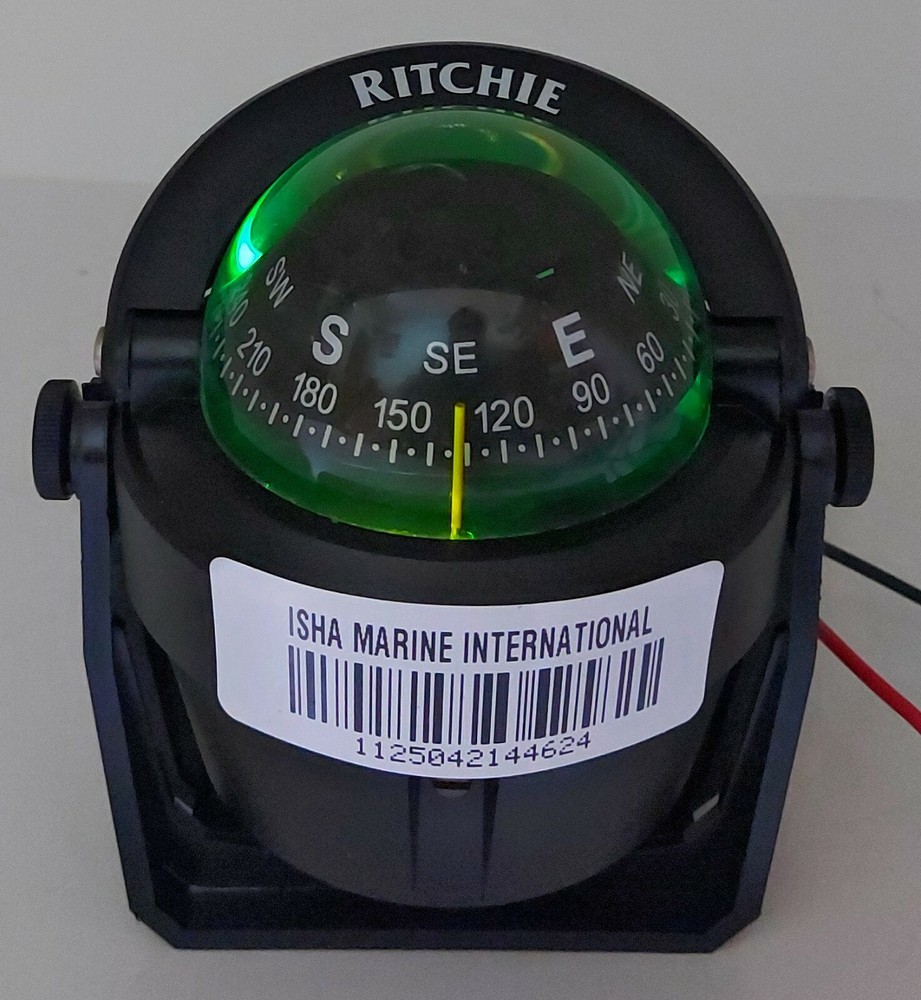 RITCHIE
SW S SE E NE
210 180 150 120 90 60
ISHA MARINE INTERNATIONAL
1125042144624